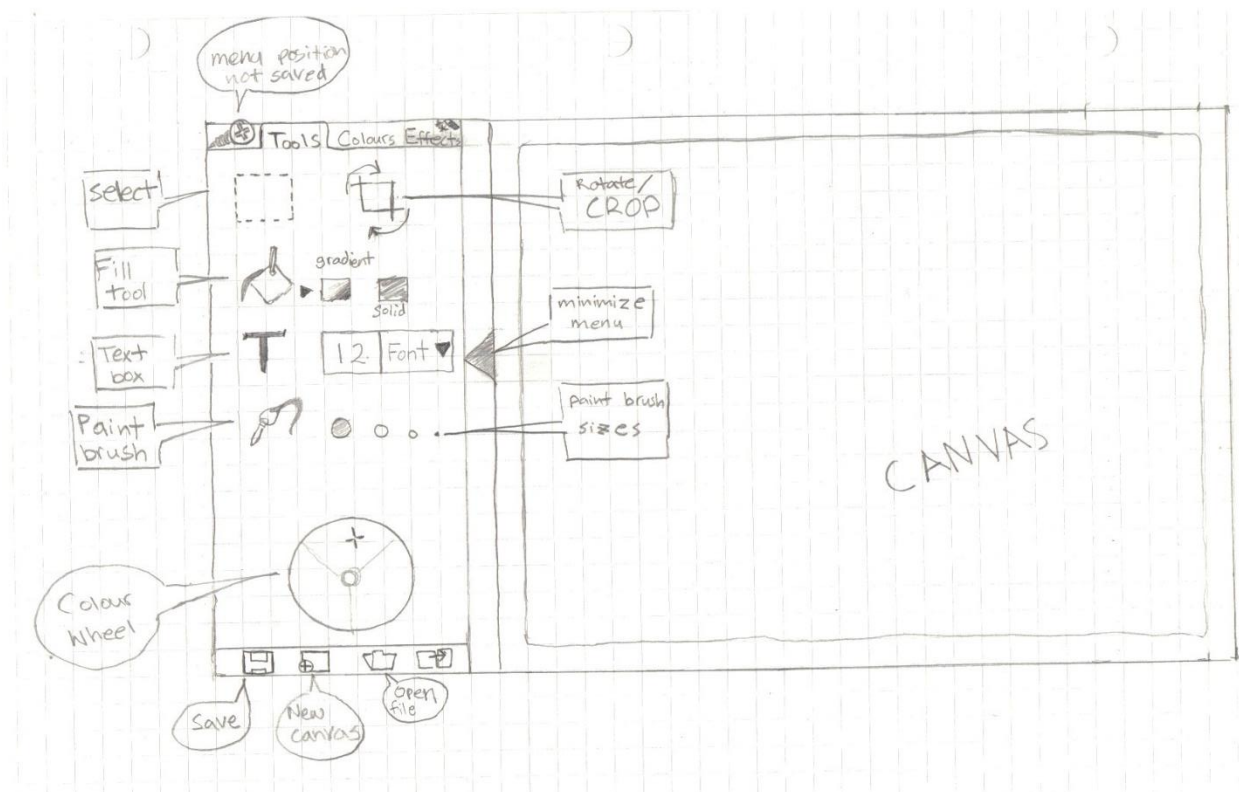 menu position
not saved
Tools
Colours
Effects
select
Rotate/
CROP
Fill
tool
gradient
solid
minimize
menu
Text
box
12
Font
Paint
brush
paint brush
sizes
CANVAS
Colour
Wheel
Save
New
canvas
open
file